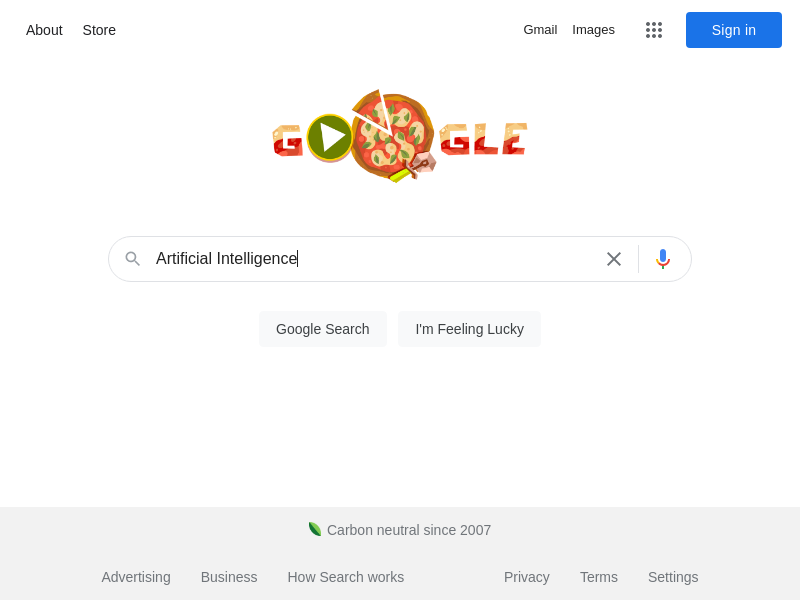 About Store Gmail Images Sign in
GOOGLE
Artificial Intelligence
Google Search I'm Feeling Lucky
Carbon neutral since 2007
Advertising Business How Search works Privacy Terms Settings